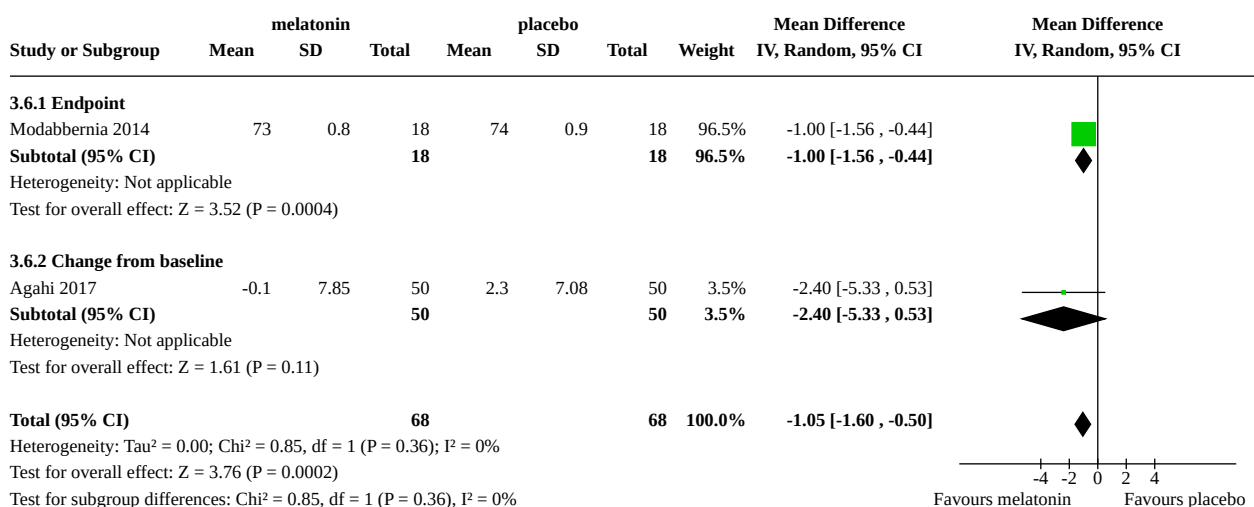 melatonin placebo Mean Difference Mean Difference
Study or Subgroup Mean SD Total Mean SD Total Weight IV, Random, 95% CI IV, Random, 95% CI
3.6.1 Endpoint
Modabbernia 2014 73 0.8 18 74 0.9 18 96.5% -1.00 [-1.56 , -0.44]
Subtotal (95% CI) 18 18 96.5% -1.00 [-1.56 , -0.44]
Heterogeneity: Not applicable
Test for overall effect: Z = 3.52 (P = 0.0004)
3.6.2 Change from baseline
Agahi 2017 -0.1 7.85 50 2.3 7.08 50 3.5% -2.40 [-5.33 , 0.53]
Subtotal (95% CI) 50 50 3.5% -2.40 [-5.33 , 0.53]
Heterogeneity: Not applicable
Test for overall effect: Z = 1.61 (P = 0.11)
Total (95% CI) 68 68 100.0% -1.05 [-1.60 , -0.50]
Heterogeneity: Tau² = 0.00; Chi² = 0.85, df = 1 (P = 0.36); I² = 0%
Test for overall effect: Z = 3.76 (P = 0.0002) -4 -2 0 2 4
Test for subgroup differences: Chi² = 0.85, df = 1 (P = 0.36), I² = 0% Favours melatonin Favours placebo